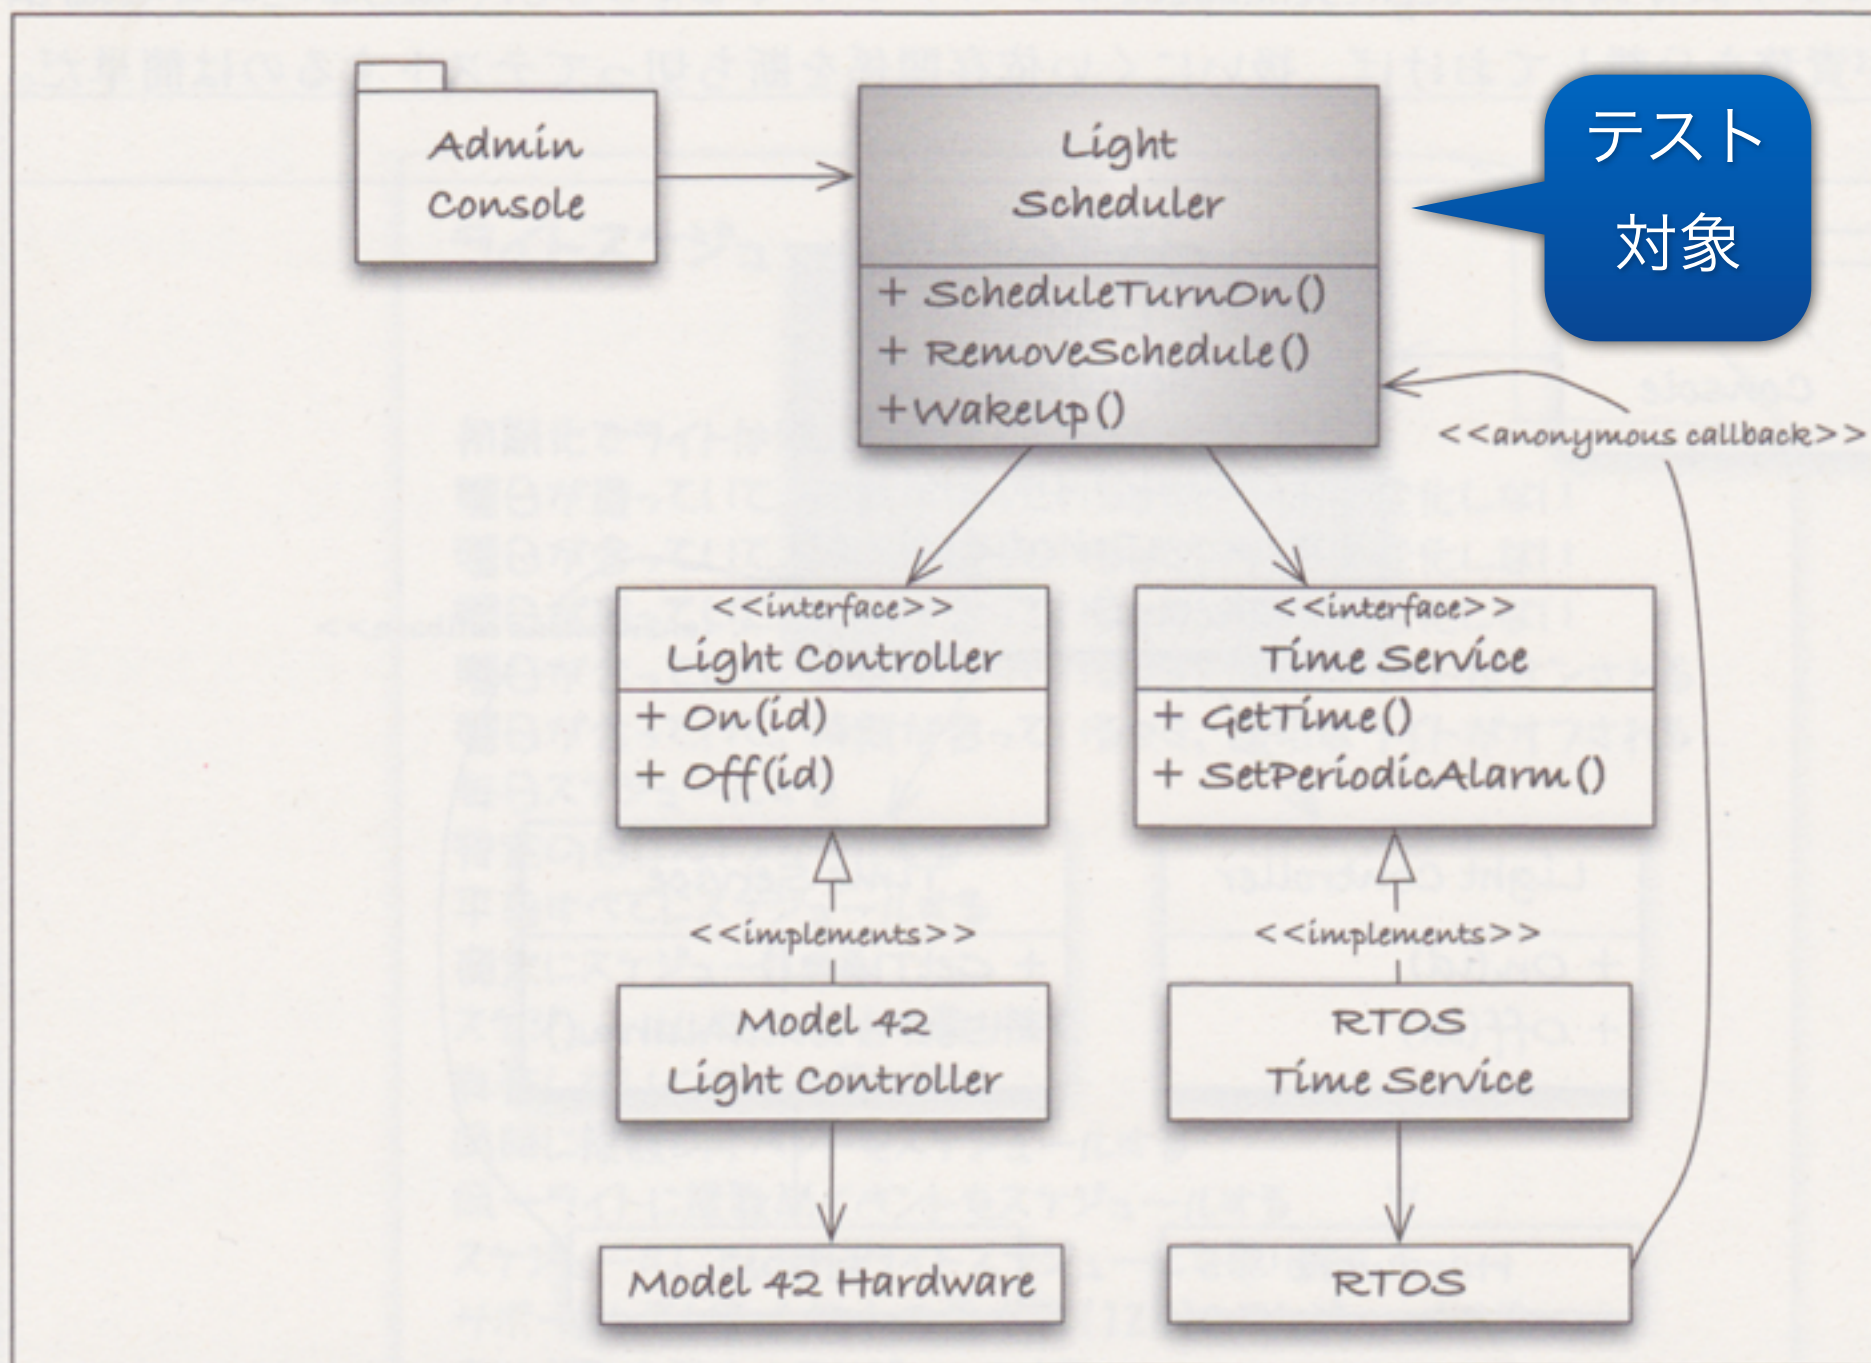 Admin
Console
Light
Scheduler
+ ScheduleTurnOn()
+ RemoveSchedule()
+WakeUp()
テスト
対象
<<anonymous callback>>
<<interface>>
Light Controller
+ On(id)
+ Off(id)
<<interface>>
Time Service
+ GetTime()
+ SetPeriodicAlarm()
<<implements>>
<<implements>>
Model 42
Light Controller
RTOS
Time Service
Model 42 Hardware
RTOS